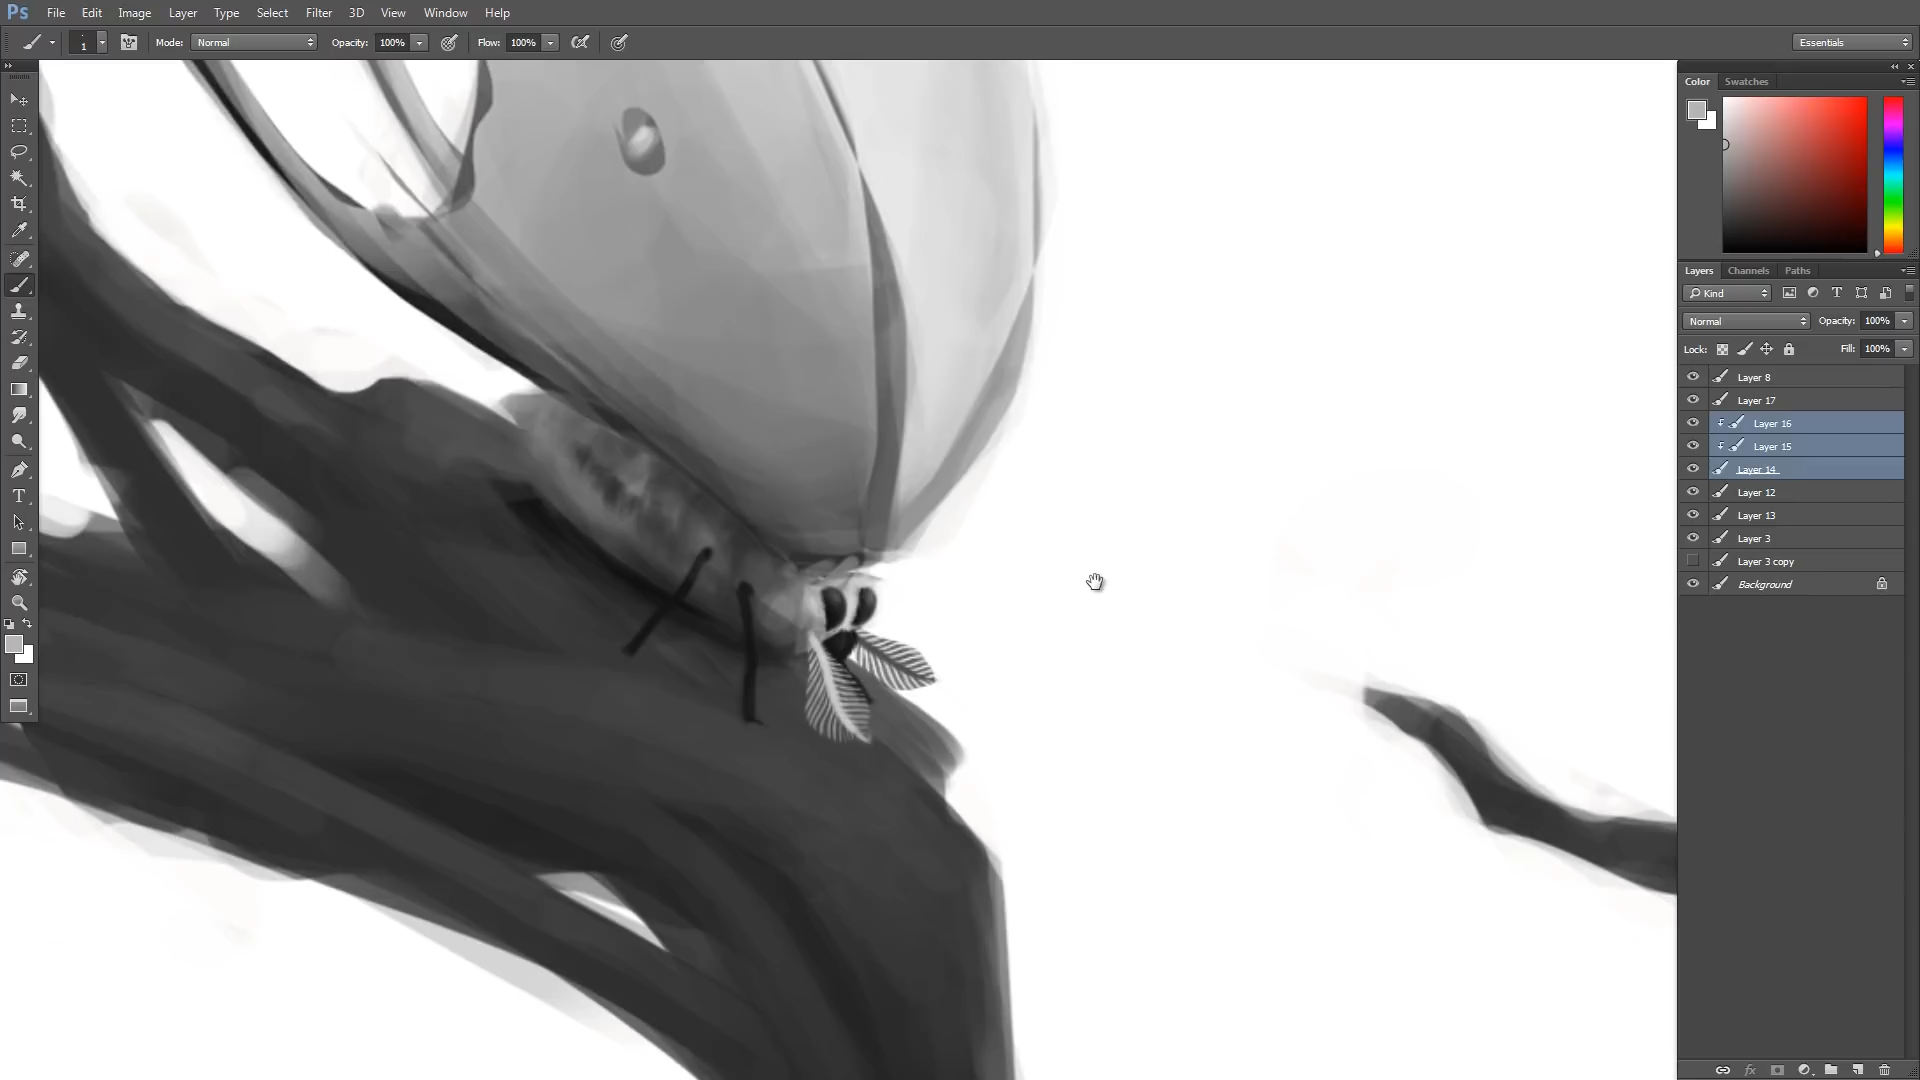 Ps File Edit Image Layer Type Select Filter 3D View Window Help
1 Mode: Normal Opacity: 100% Flow: 100% Essentials
Color Swatches
Layers Channels Paths
Kind
Normal Opacity: 100%
Lock: Fill: 100%
Layer 8
Layer 17
Layer 16
Layer 15
Layer 14
Layer 12
Layer 13
Layer 3
Layer 3 copy
Background